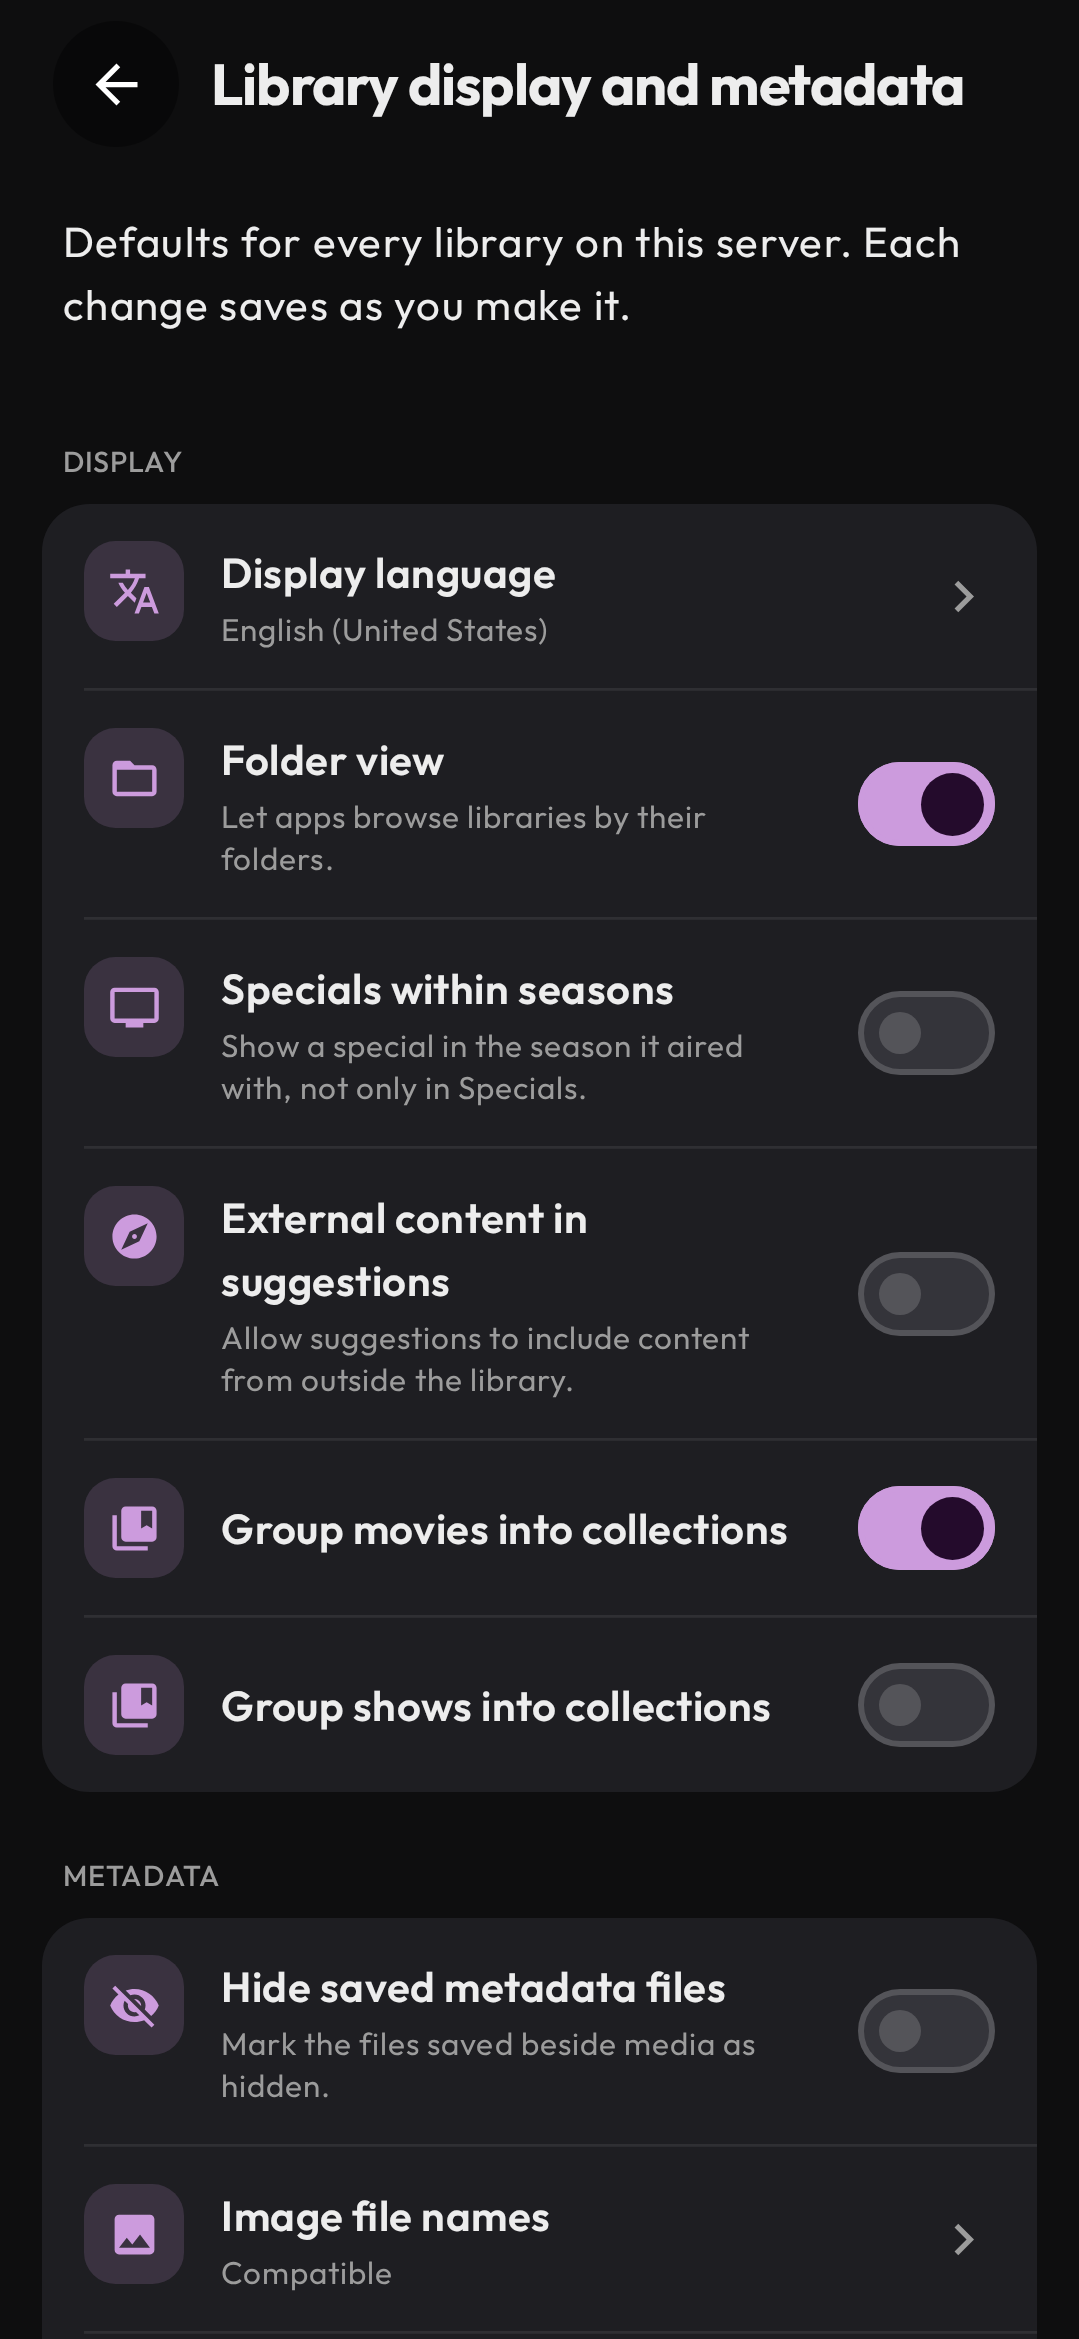 Library display and metadata
Defaults for every library on this server. Each
change saves as you make it.
DISPLAY
Display language
English (United States)
Folder view
Let apps browse libraries by their
folders.
Specials within seasons
Show a special in the season it aired
with, not only in Specials.
External content in
suggestions
Allow suggestions to include content
from outside the library.
Group movies into collections
Group shows into collections
METADATA
Hide saved metadata files
Mark the files saved beside media as
hidden.
Image file names
Compatible